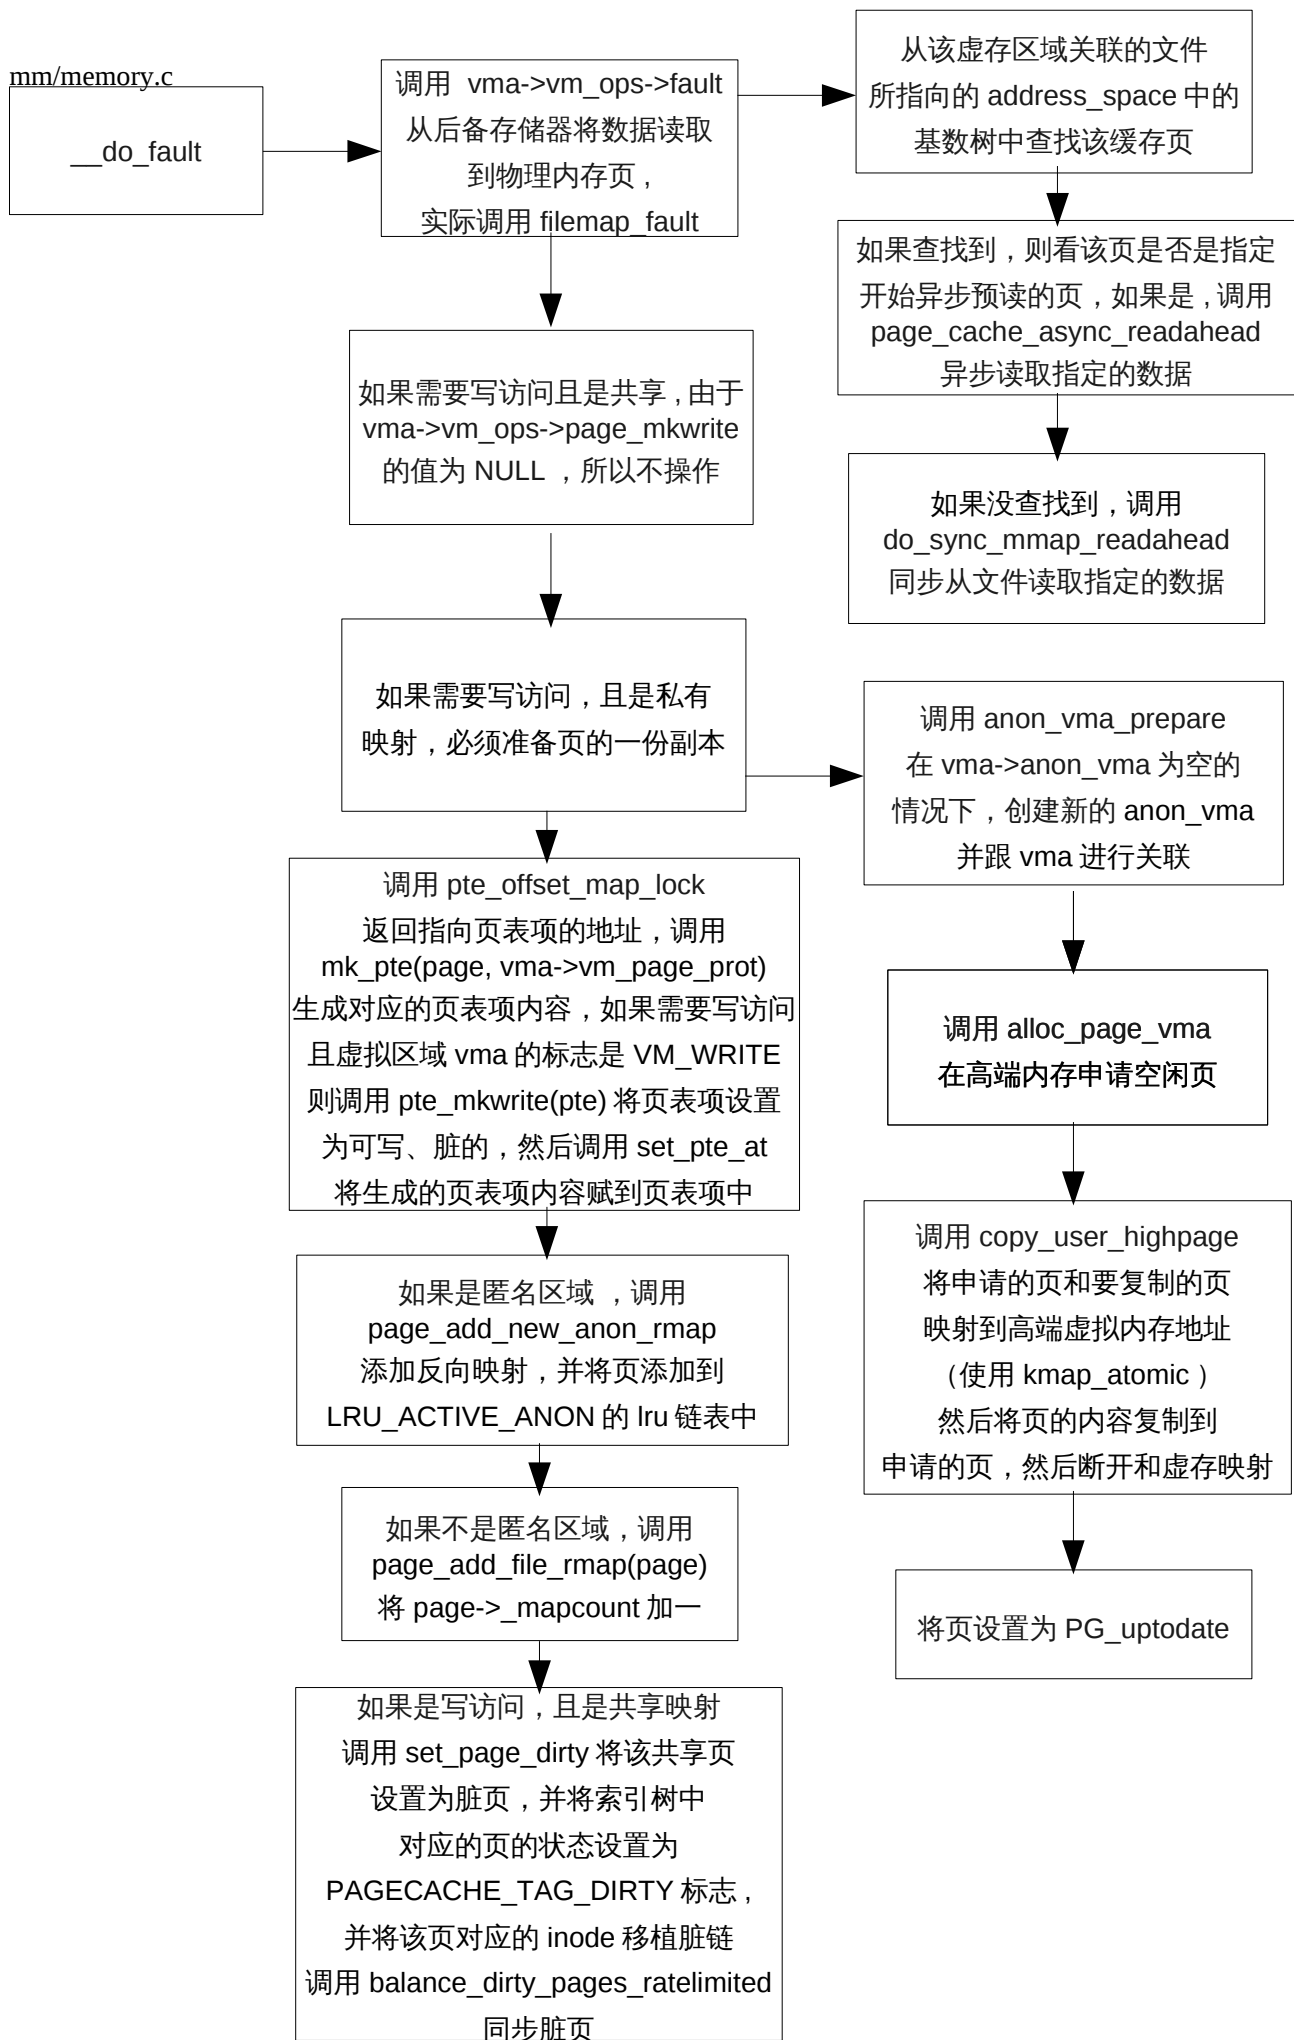 mm/memory.c
__do_fault
调用 vma->vm_ops->fault
从后备存储器将数据读取
到物理内存页 ,
实际调用 filemap_fault
从该虚存区域关联的文件
所指向的 address_space 中的
基数树中查找该缓存页
如果查找到，则看该页是否是指定
开始异步预读的页，如果是 , 调用
page_cache_async_readahead
异步读取指定的数据
如果没查找到，调用
do_sync_mmap_readahead
同步从文件读取指定的数据
如果需要写访问且是共享 , 由于
vma->vm_ops->page_mkwrite
的值为 NULL ，所以不操作
如果需要写访问，且是私有
映射，必须准备页的一份副本
调用 anon_vma_prepare
在 vma->anon_vma 为空的
情况下，创建新的 anon_vma
并跟 vma 进行关联
调用 alloc_page_vma
在高端内存申请空闲页
调用 copy_user_highpage
将申请的页和要复制的页
映射到高端虚拟内存地址
（使用 kmap_atomic ）
然后将页的内容复制到
申请的页，然后断开和虚存映射
将页设置为 PG_uptodate
调用 pte_offset_map_lock
返回指向页表项的地址，调用
mk_pte(page, vma->vm_page_prot)
生成对应的页表项内容，如果需要写访问
且虚拟区域 vma 的标志是 VM_WRITE
则调用 pte_mkwrite(pte) 将页表项设置
为可写、脏的，然后调用 set_pte_at
将生成的页表项内容赋到页表项中
如果是匿名区域 ，调用
page_add_new_anon_rmap
添加反向映射，并将页添加到
LRU_ACTIVE_ANON 的 lru 链表中
如果不是匿名区域，调用
page_add_file_rmap(page)
将 page->_mapcount 加一
如果是写访问，且是共享映射
调用 set_page_dirty 将该共享页
设置为脏页，并将索引树中
对应的页的状态设置为
PAGECACHE_TAG_DIRTY 标志 ,
并将该页对应的 inode 移植脏链
调用 balance_dirty_pages_ratelimited
同步脏页